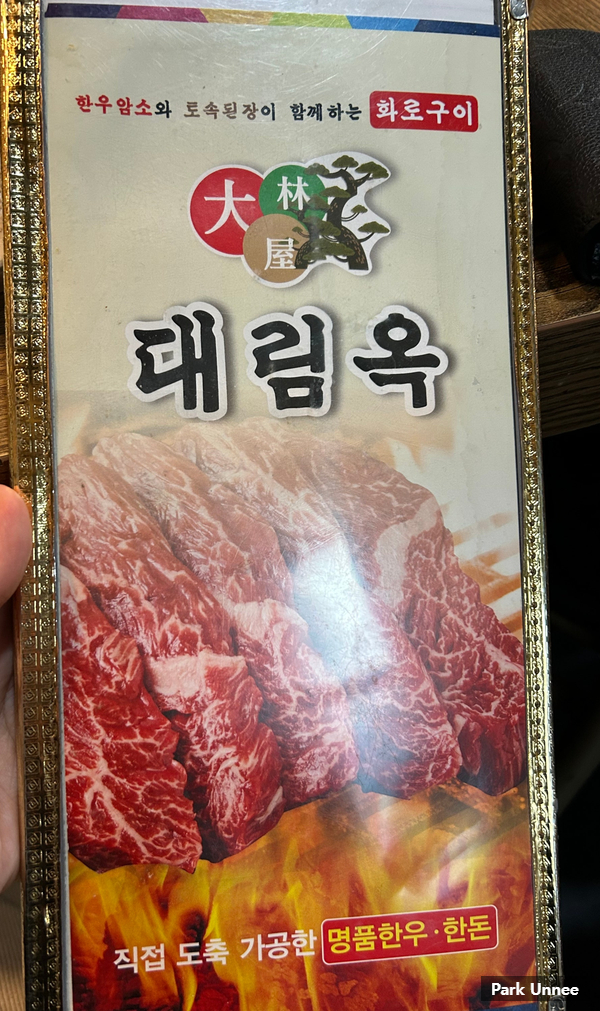 한우암소와 토속된장이 함께하는 화로구이
大林屋
대림옥
직접 도축 가공한 명품한우·한돈
Park Unnee